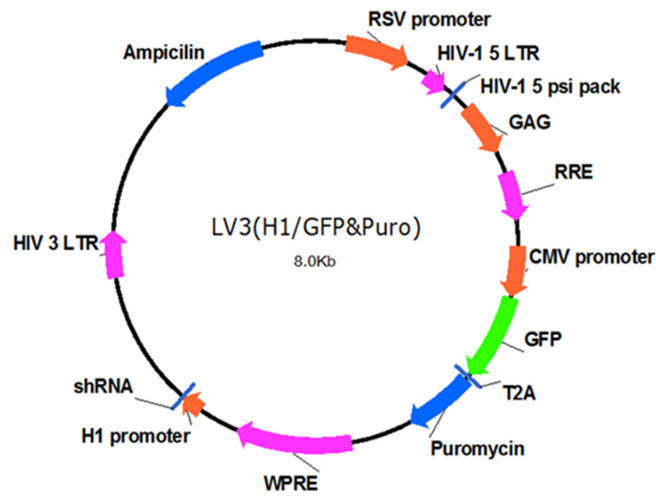 RSV promoter
Ampicilin
HIV-1 5 LTR
HIV-1 5 psi pack
GAG
RRE
LV3(H1/GFP&Puro)
8.0Kb
HIV 3 LTR
CMV promoter
GFP
shRNA
T2A
H1 promoter
Puromycin
WPRE